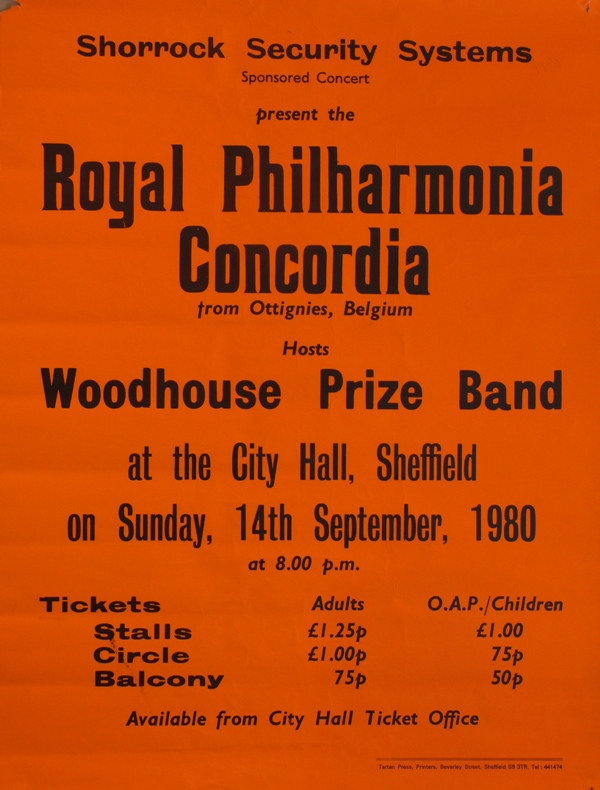 Shorrock Security Systems
Sponsored Concert
present the
Royal Philharmonia
Concordia
from Ottignies, Belgium
Hosts
Woodhouse Prize Band
at the City Hall, Sheffield
on Sunday, 14th September, 1980
at 8.00 p.m.
Tickets Adults O.A.P./Children
Stalls £1.25p £1.00
Circle £1.00p 75p
Balcony 75p 50p
Available from City Hall Ticket Office
Tartan Press, Printers, Beverley Street, Sheffield S9 3TR, Tel: 441474